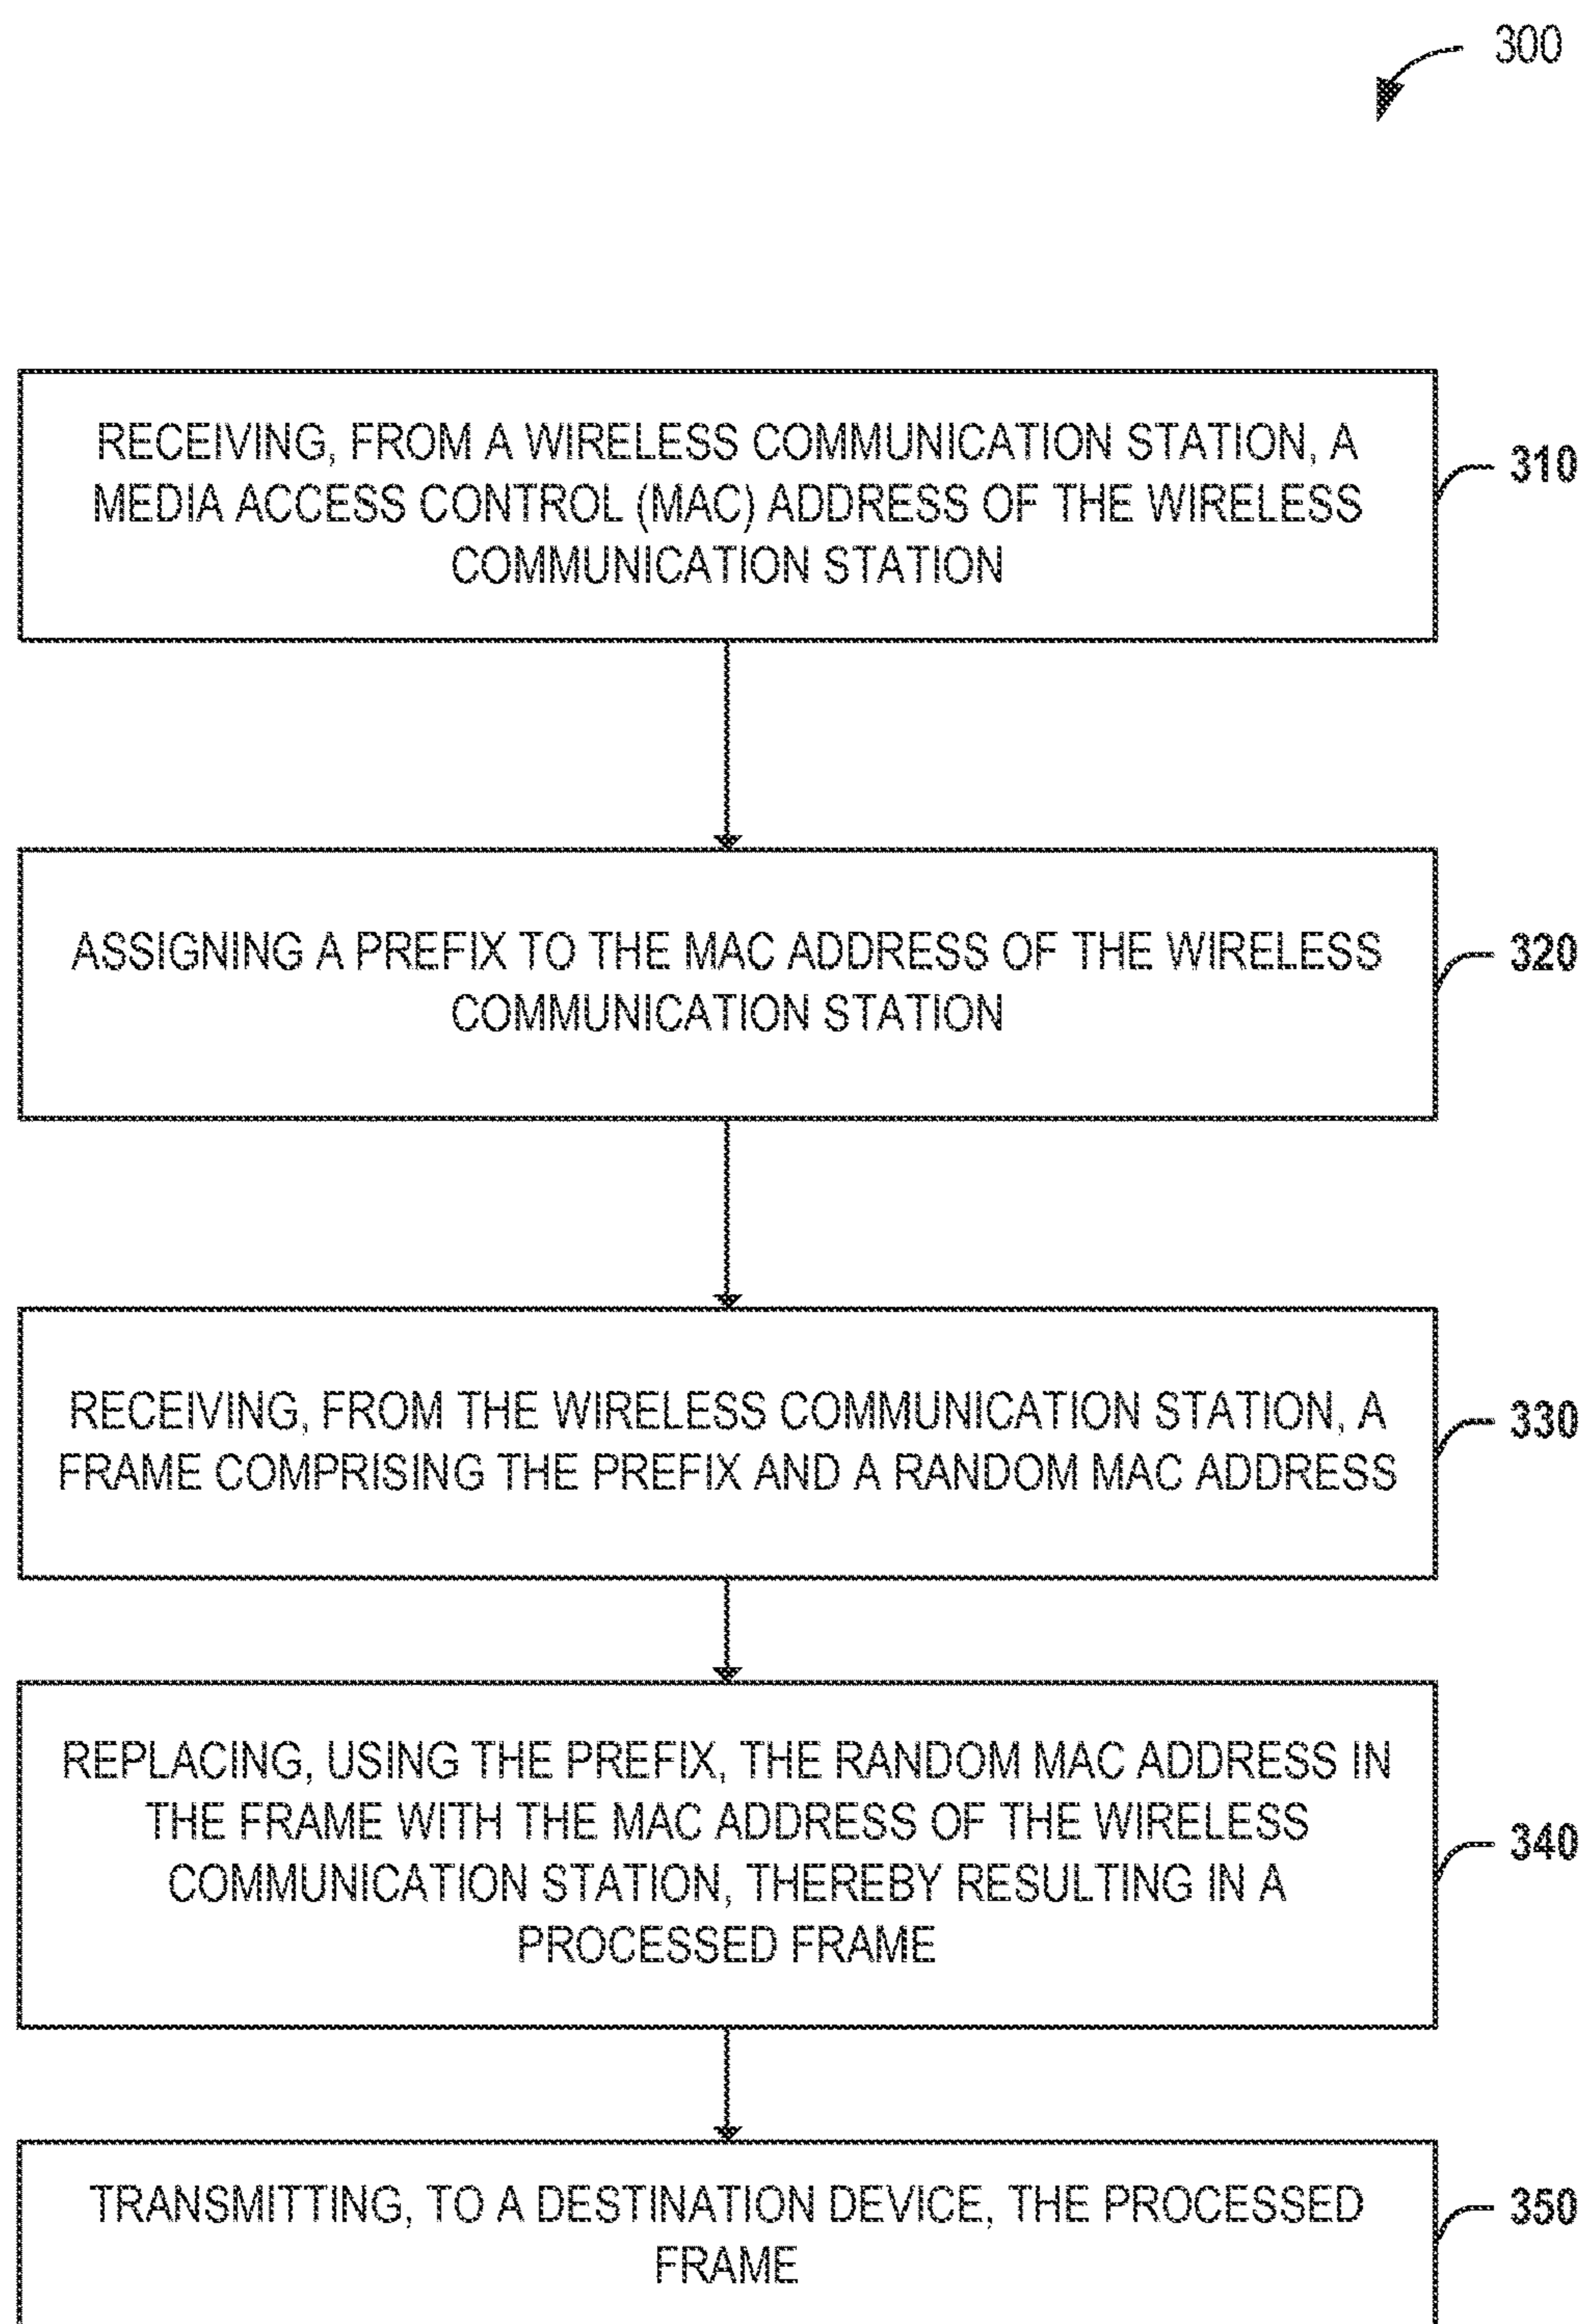 300
RECEIVING, FROM A WIRELESS COMMUNICATION STATION, A
MEDIA ACCESS CONTROL (MAC) ADDRESS OF THE WIRELESS
COMMUNICATION STATION
310
ASSIGNING A PREFIX TO THE MAC ADDRESS OF THE WIRELESS
COMMUNICATION STATION
320
RECEIVING, FROM THE WIRELESS COMMUNICATION STATION, A
FRAME COMPRISING THE PREFIX AND A RANDOM MAC ADDRESS
330
REPLACING, USING THE PREFIX, THE RANDOM MAC ADDRESS IN
THE FRAME WITH THE MAC ADDRESS OF THE WIRELESS
COMMUNICATION STATION, THEREBY RESULTING IN A
PROCESSED FRAME
340
TRANSMITTING, TO A DESTINATION DEVICE, THE PROCESSED
FRAME
350